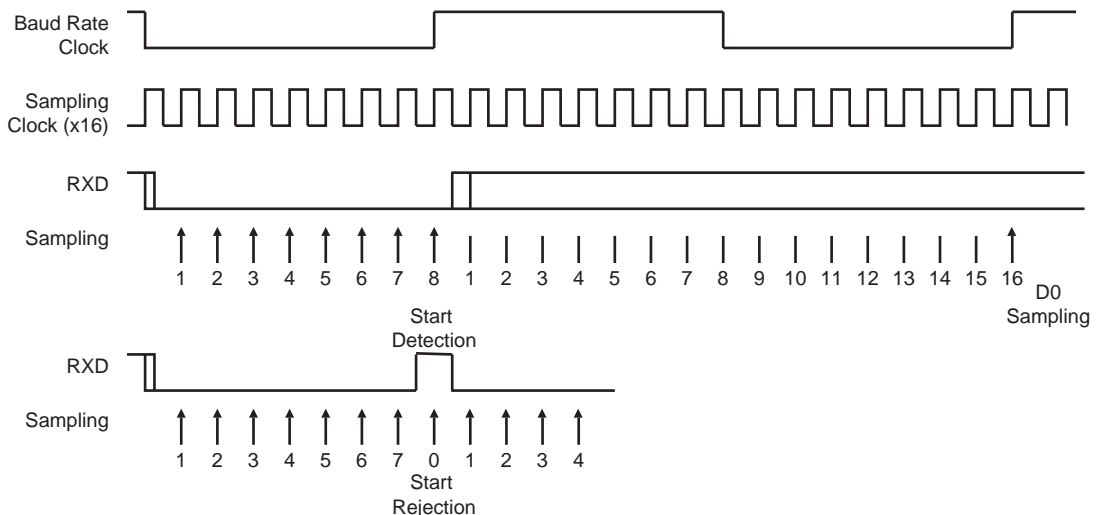 Baud Rate
Clock
Sampling
Clock (x16)
RXD
Sampling
1 2 3 4 5 6 7 8 1 2 3 4 5 6 7 8 9 10 11 12 13 14 15 16
D0
Sampling
Start
Detection
RXD
Sampling
1 2 3 4 5 6 7 0 1 2 3 4
Start
Rejection